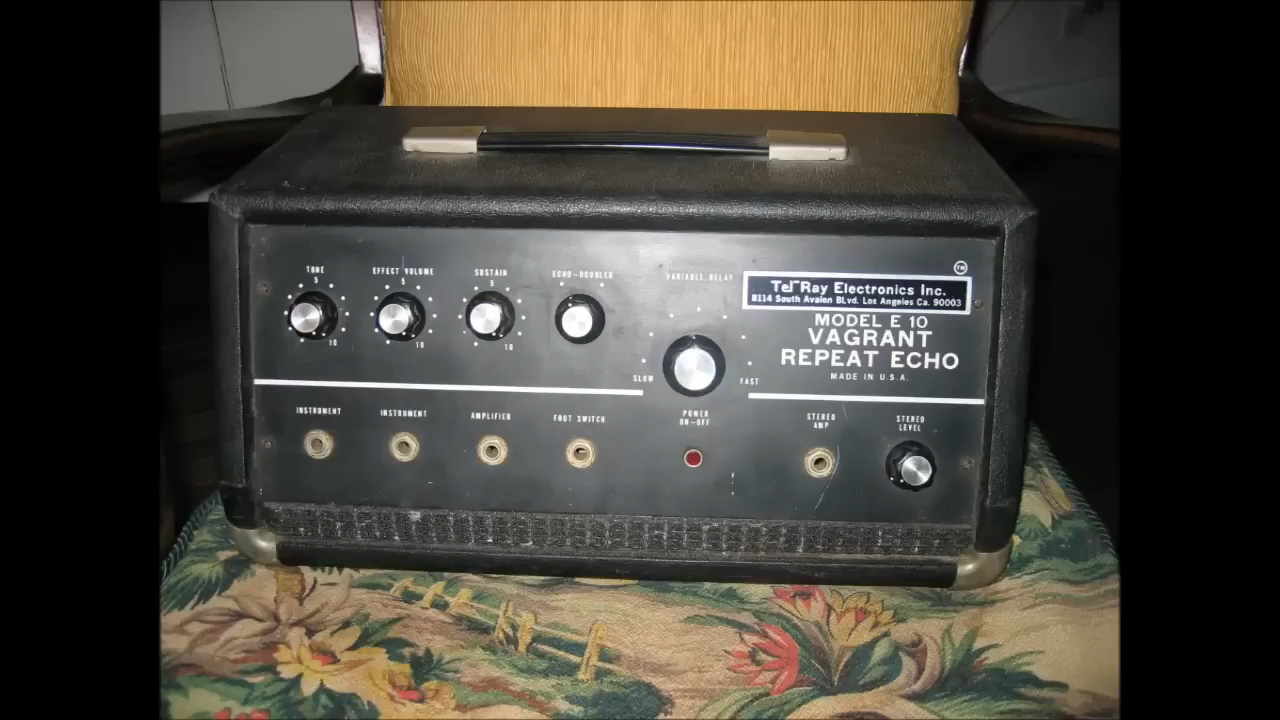 TONE
EFFECT VOLUME
SUSTAIN
ECHO-DOUBLER
VARIABLE DELAY
TM
5
5
5
10
10
10
SLOW
FAST
Tel™Ray Electronics Inc.
8114 South Avalon BLvd. Los Angeles Ca. 90003
MODEL E 10
VAGRANT
REPEAT ECHO
MADE IN U.S.A.
INSTRUMENT
INSTRUMENT
AMPLIFIER
FOOT SWITCH
POWER
ON-OFF
STEREO
AMP
STEREO
LEVEL